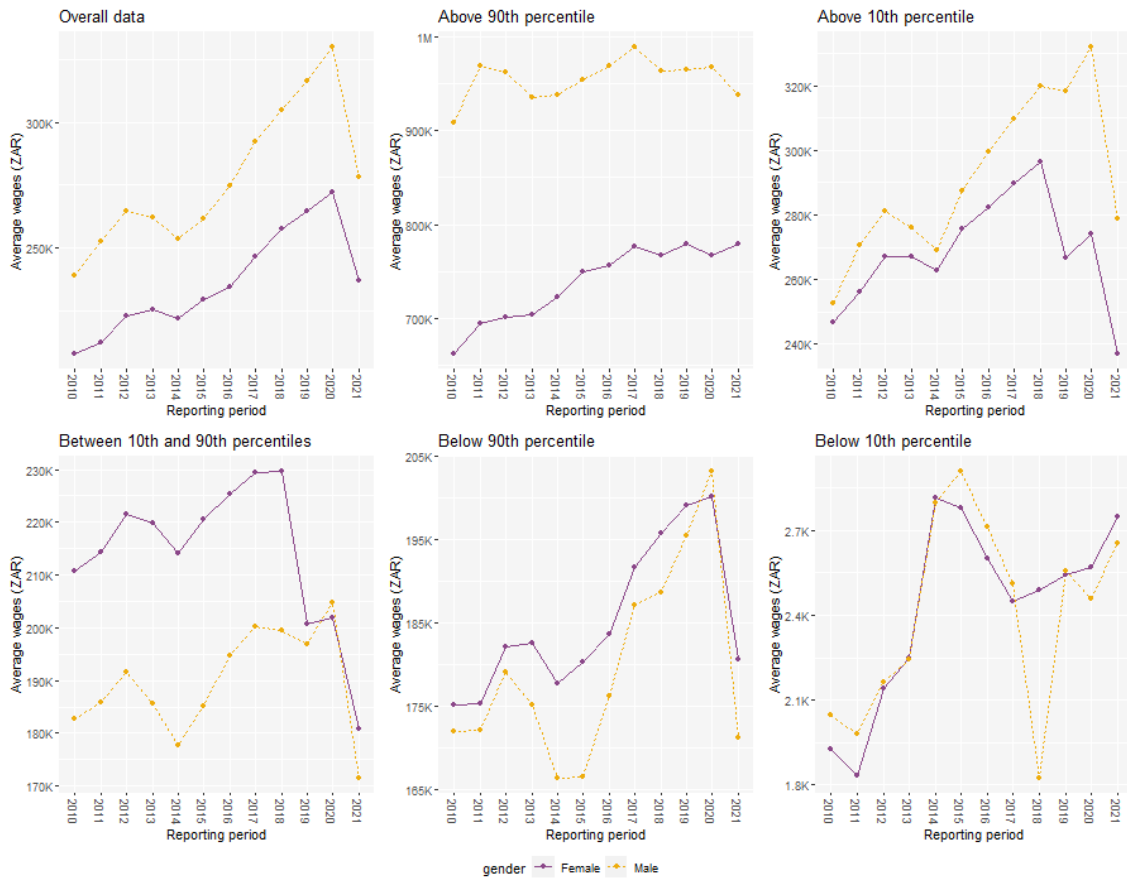 Overall data
Average wages (ZAR)
300K
250K
2010 2011 2012 2013 2014 2015 2016 2017 2018 2019 2020 2021
Reporting period
Above 90th percentile
Average wages (ZAR)
1M
900K
800K
700K
2010 2011 2012 2013 2014 2015 2016 2017 2018 2019 2020 2021
Reporting period
Above 10th percentile
Average wages (ZAR)
320K
300K
280K
260K
240K
2010 2011 2012 2013 2014 2015 2016 2017 2018 2019 2020 2021
Reporting period
Between 10th and 90th percentiles
Average wages (ZAR)
230K
220K
210K
200K
190K
180K
170K
2010 2011 2012 2013 2014 2015 2016 2017 2018 2019 2020 2021
Reporting period
Below 90th percentile
Average wages (ZAR)
205K
195K
185K
175K
165K
2010 2011 2012 2013 2014 2015 2016 2017 2018 2019 2020 2021
Reporting period
Below 10th percentile
Average wages (ZAR)
2.7K
2.4K
2.1K
1.8K
2010 2011 2012 2013 2014 2015 2016 2017 2018 2019 2020 2021
Reporting period
gender Female Male